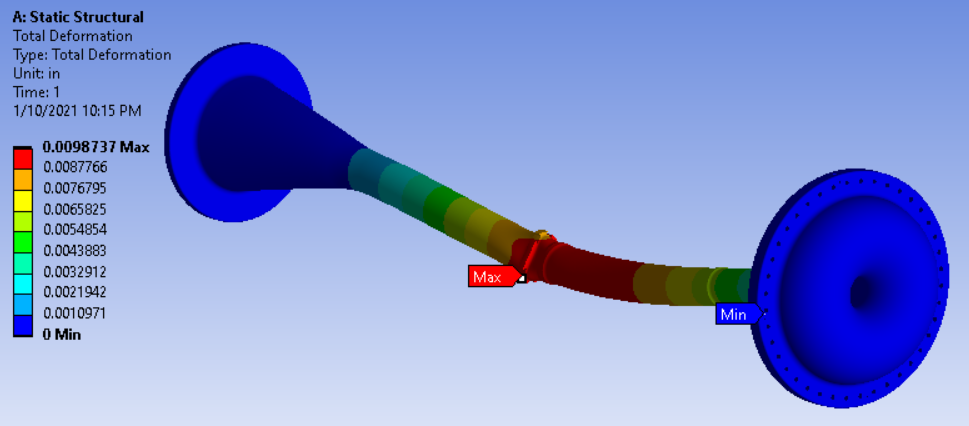 A: Static Structural
Total Deformation
Type: Total Deformation
Unit: in
Time: 1
1/10/2021 10:15 PM
0.0098737 Max
0.0087766
0.0076795
0.0065825
0.0054854
0.0043883
0.0032912
0.0021942
0.0010971
0 Min
Max
Min